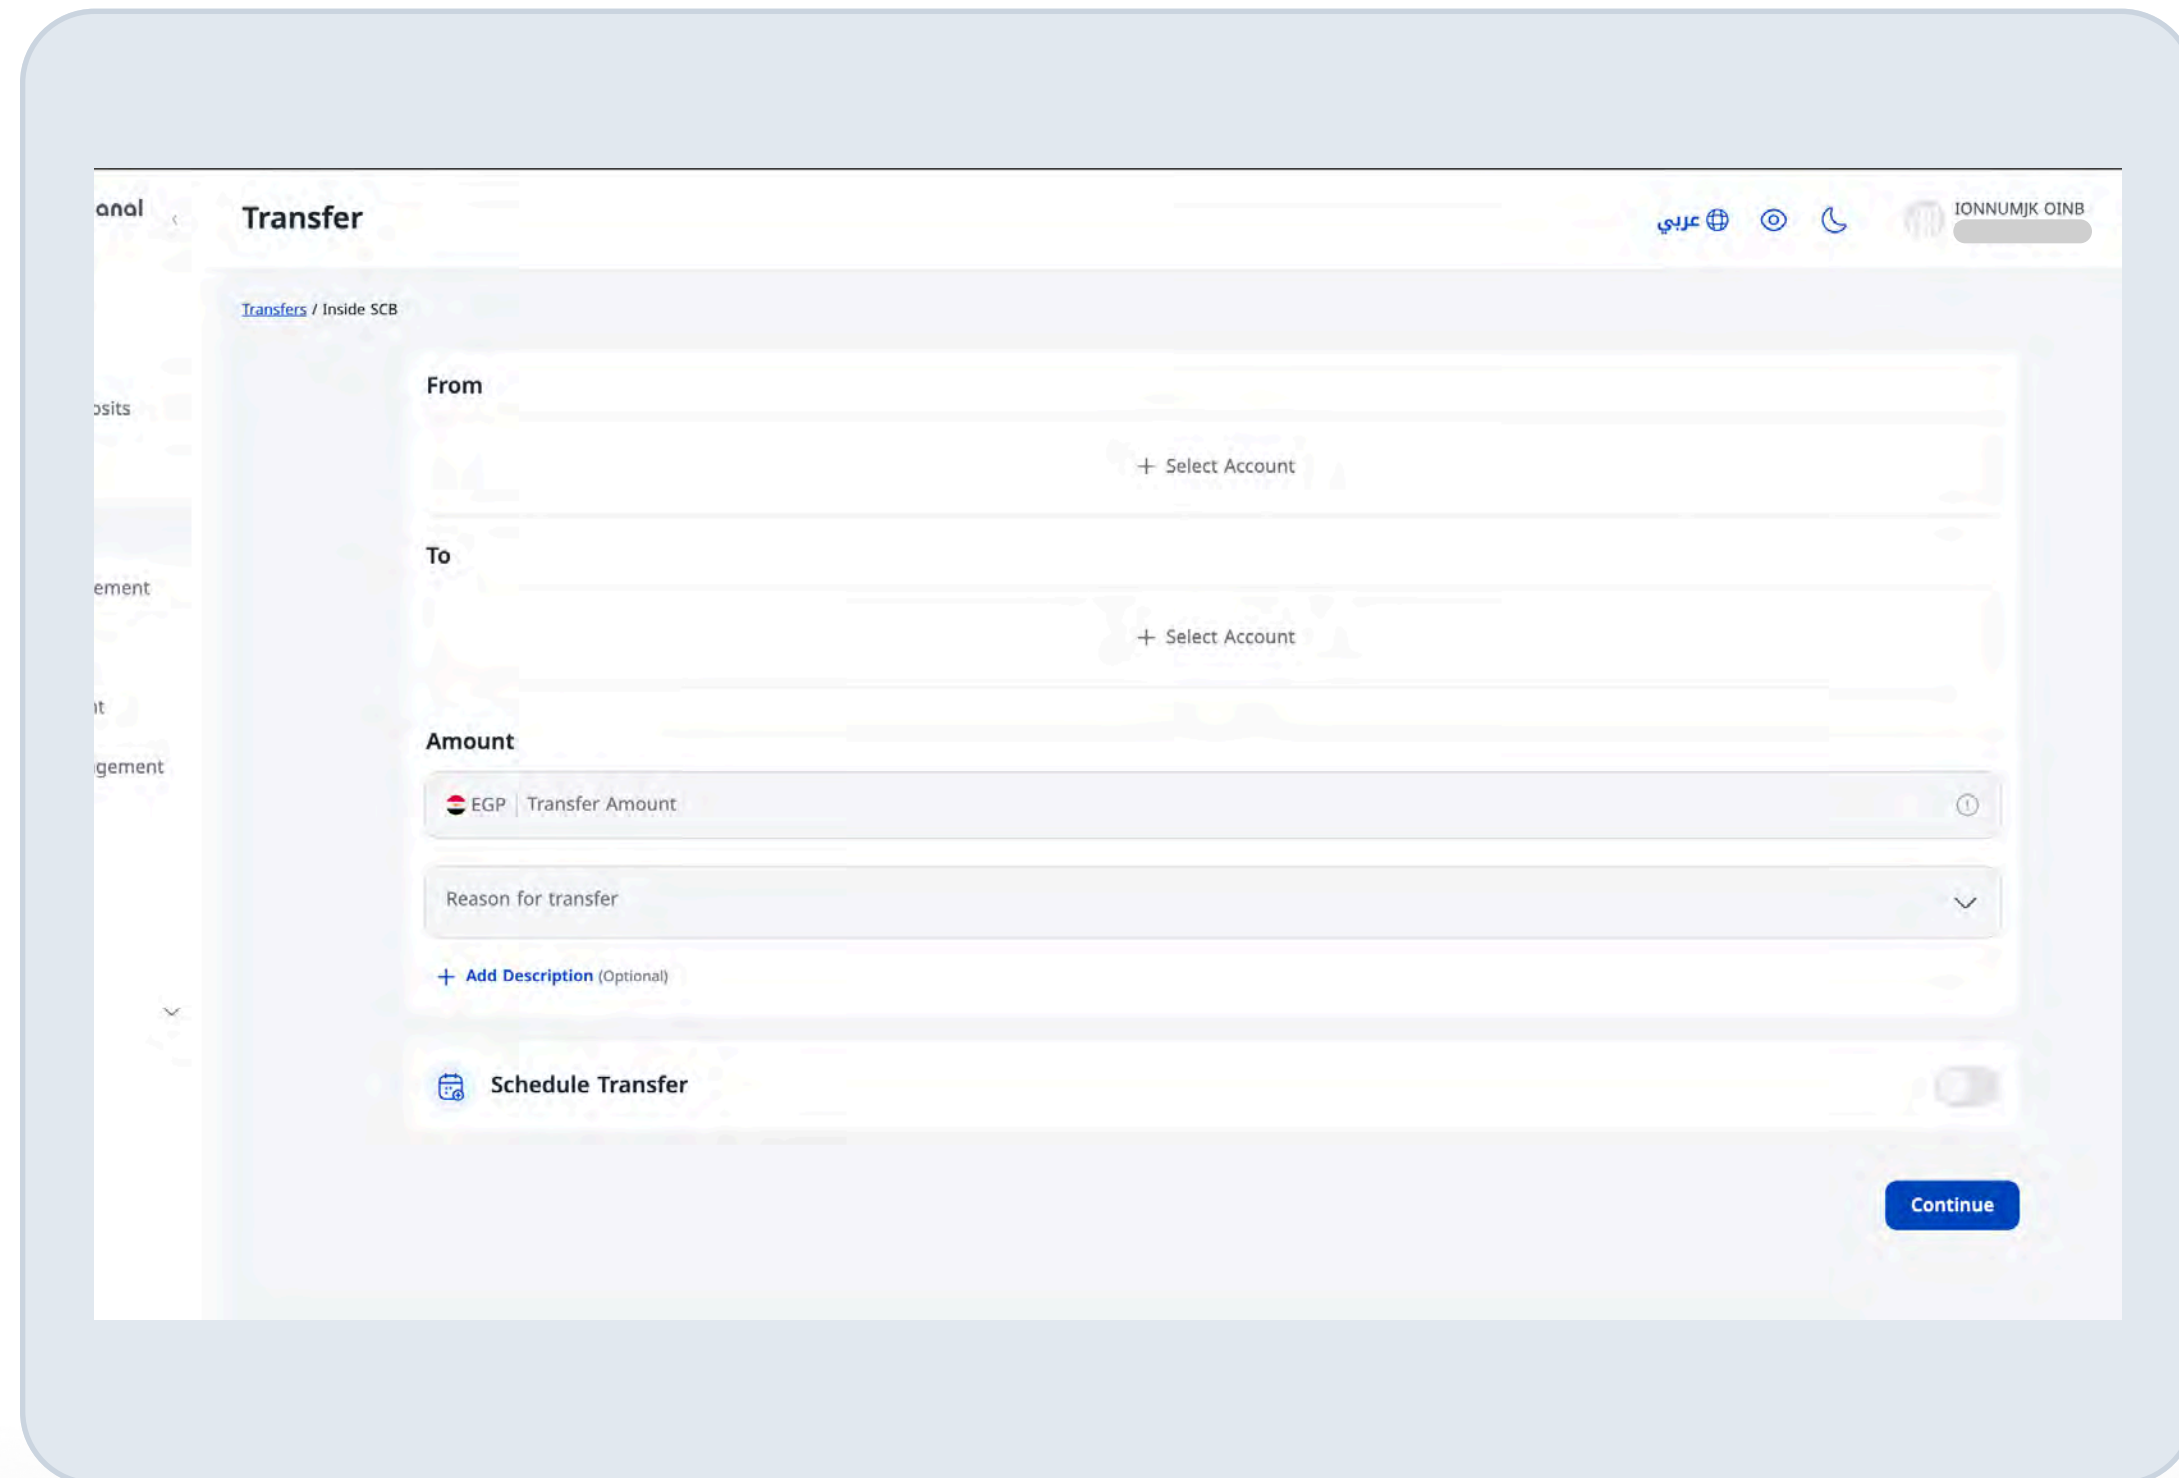 anal
Transfer
عربي
IONNUMJK OINB
Transfers / Inside SCB
osits
ement
nt
gement
From
+ Select Account
To
+ Select Account
Amount
EGP | Transfer Amount
Reason for transfer
+ Add Description (Optional)
Schedule Transfer
Continue